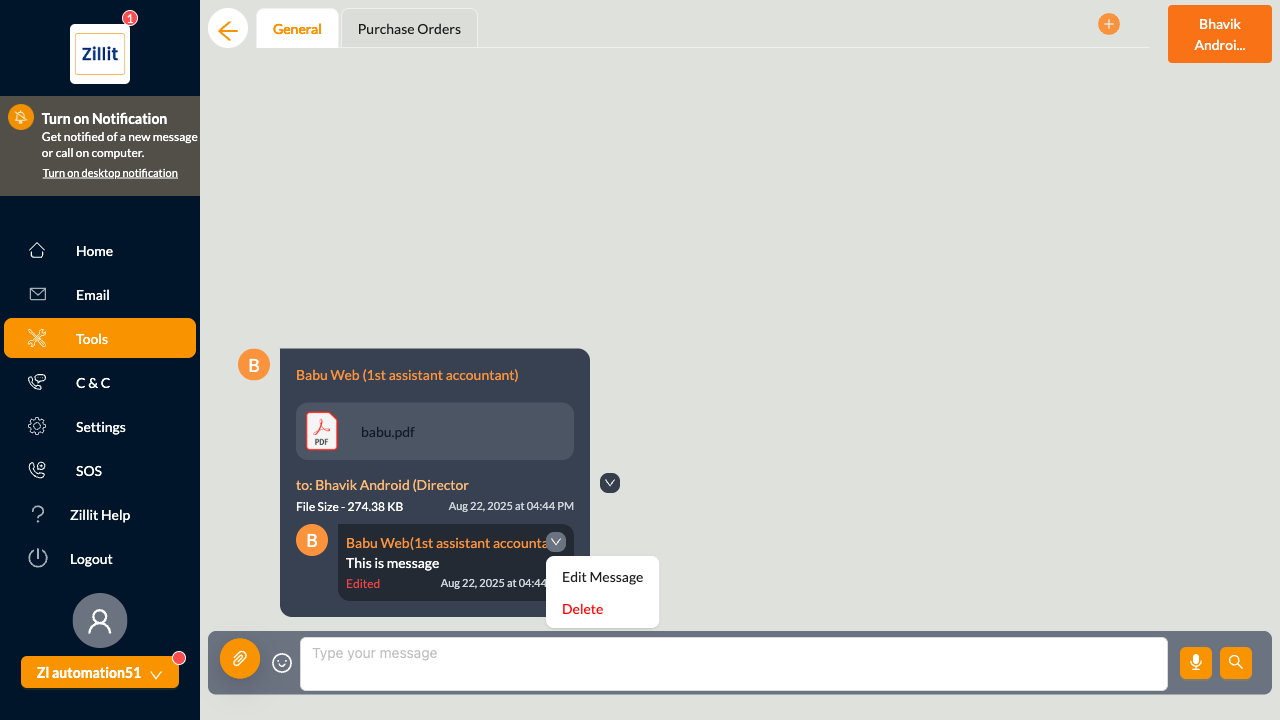 1
Zillit
Turn on Notification
Get notified of a new message
or call on computer.
Turn on desktop notification
Home
Email
Tools
C & C
Settings
SOS
Zillit Help
Logout
ZI automation51
General
Purchase Orders
Bhavik
Androi...
B
Babu Web (1st assistant accountant)
PDF
babu.pdf
to: Bhavik Android (Director
File Size - 274.38 KB
Aug 22, 2025 at 04:44 PM
B
Babu Web(1st assistant accounta
This is message
Edited
Aug 22, 2025 at 04:44
Edit Message
Delete
Type your message